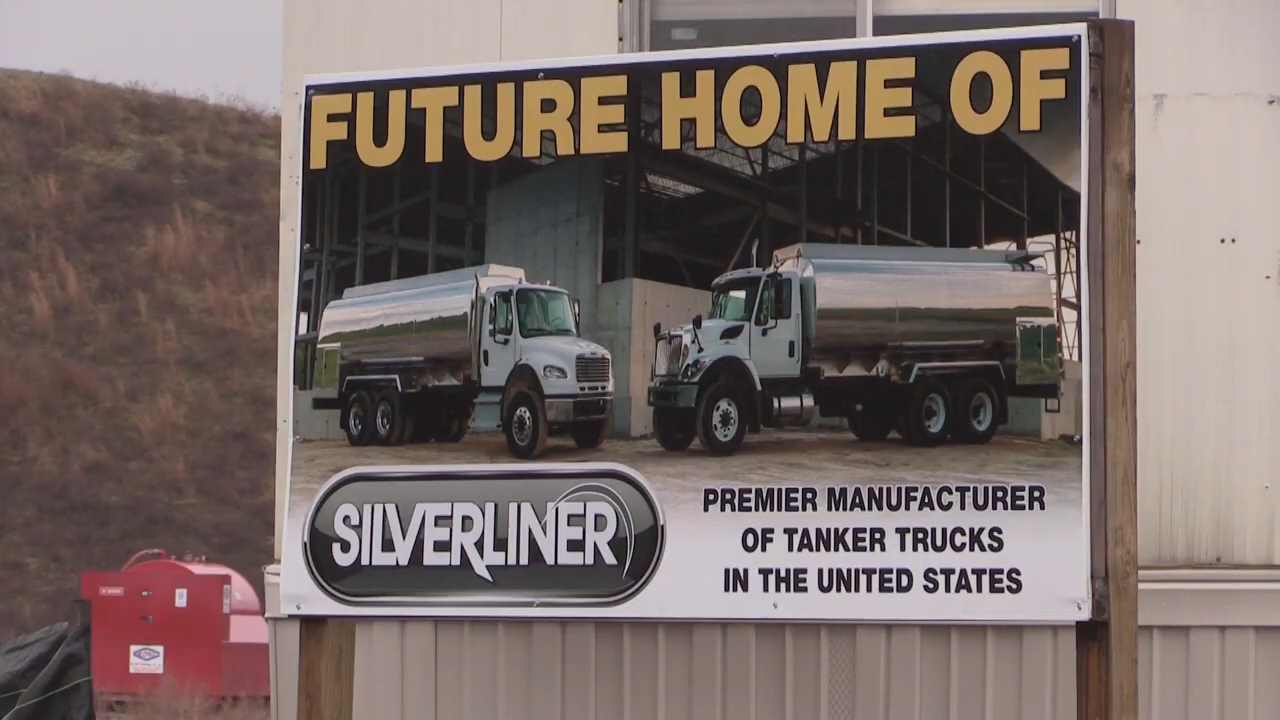 FUTURE HOME OF
SILVERLINER
PREMIER MANUFACTURER
OF TANKER TRUCKS
IN THE UNITED STATES